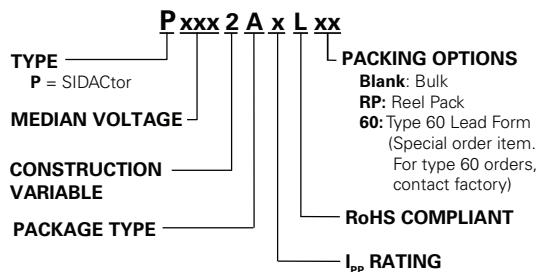 P xxx 2 A x L xx
TYPE
P = SIDACtor
MEDIAN VOLTAGE
CONSTRUCTION
VARIABLE
PACKAGE TYPE
PACKING OPTIONS
Blank: Bulk
RP: Reel Pack
60: Type 60 Lead Form
(Special order item.
For type 60 orders,
contact factory)
RoHS COMPLIANT
IPP RATING